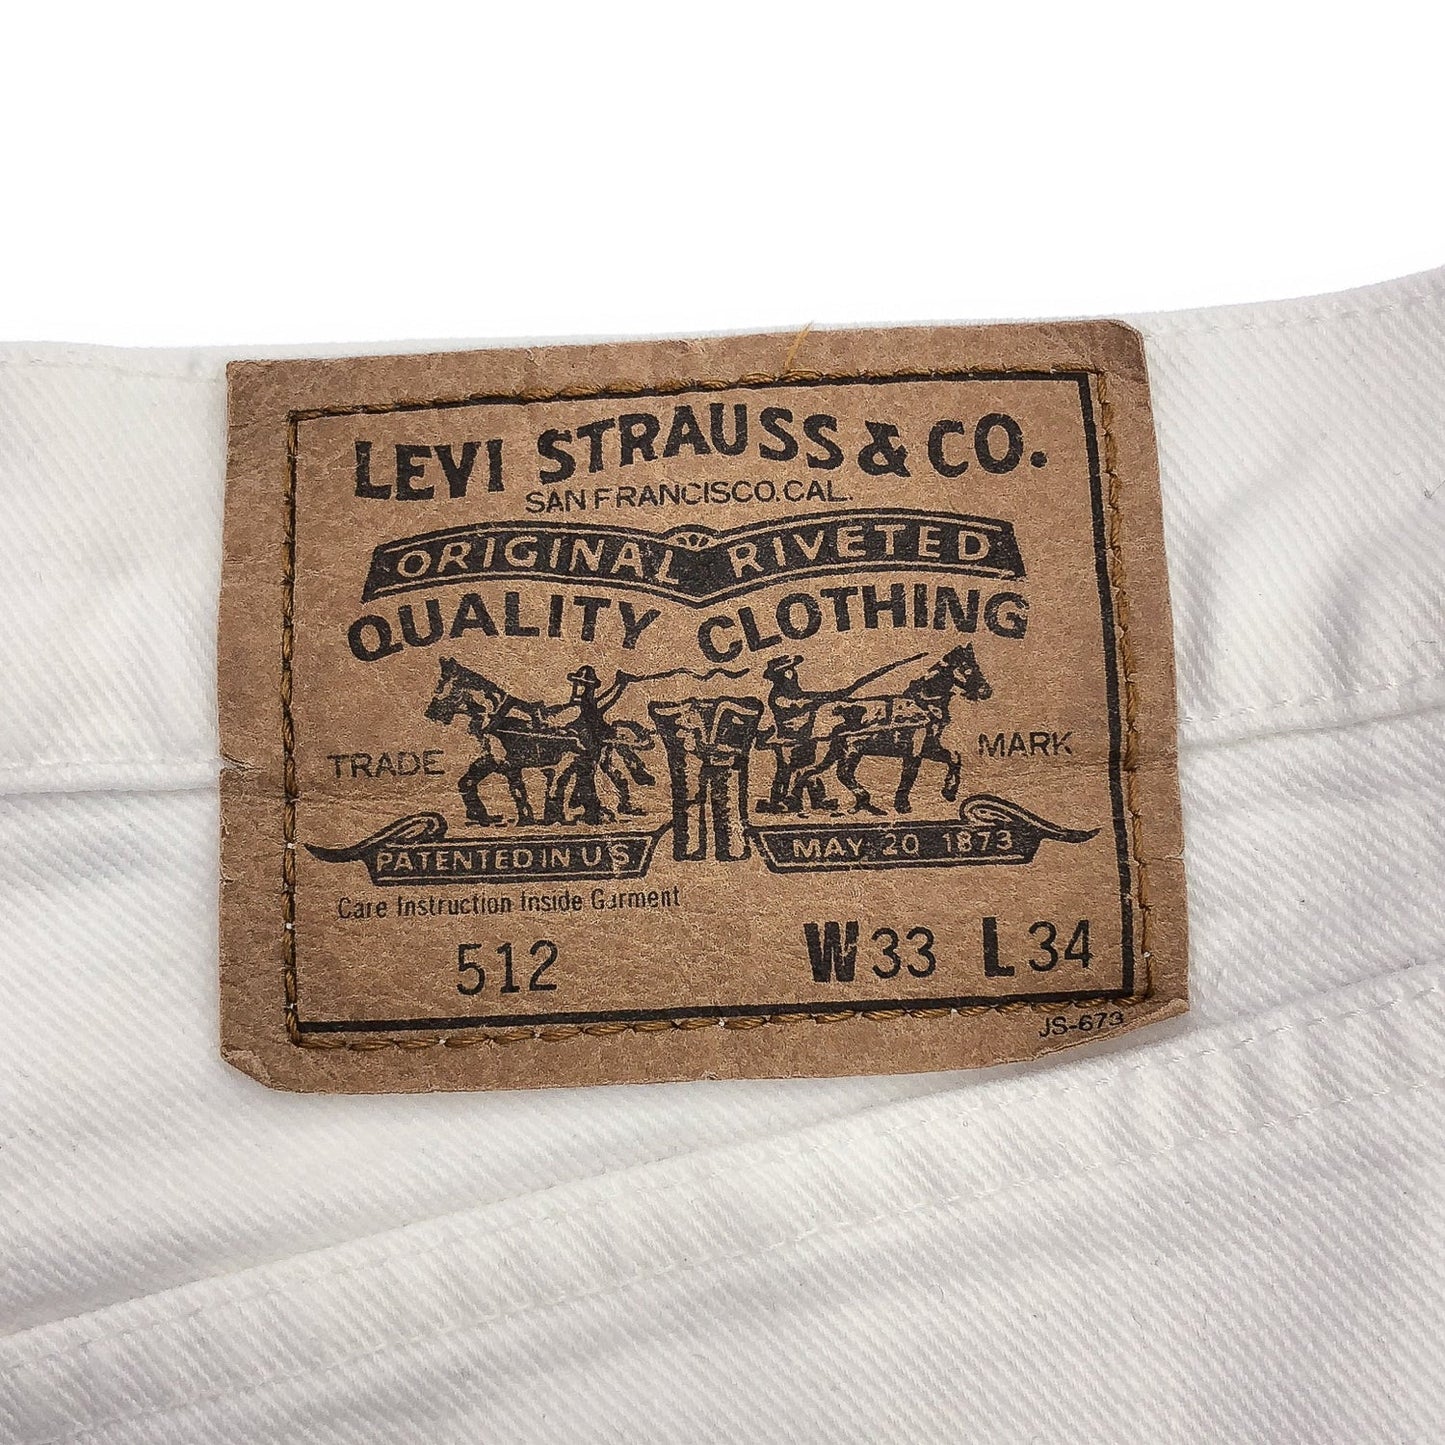 LEVI STRAUSS & CO.
SAN FRANCISCO. CAL.
ORIGINAL RIVETED
QUALITY CLOTHING
TRADE MARK
PATENTED IN U S MAY 20 1873
Care Instruction Inside Garment
512 W33 L34
JS-673